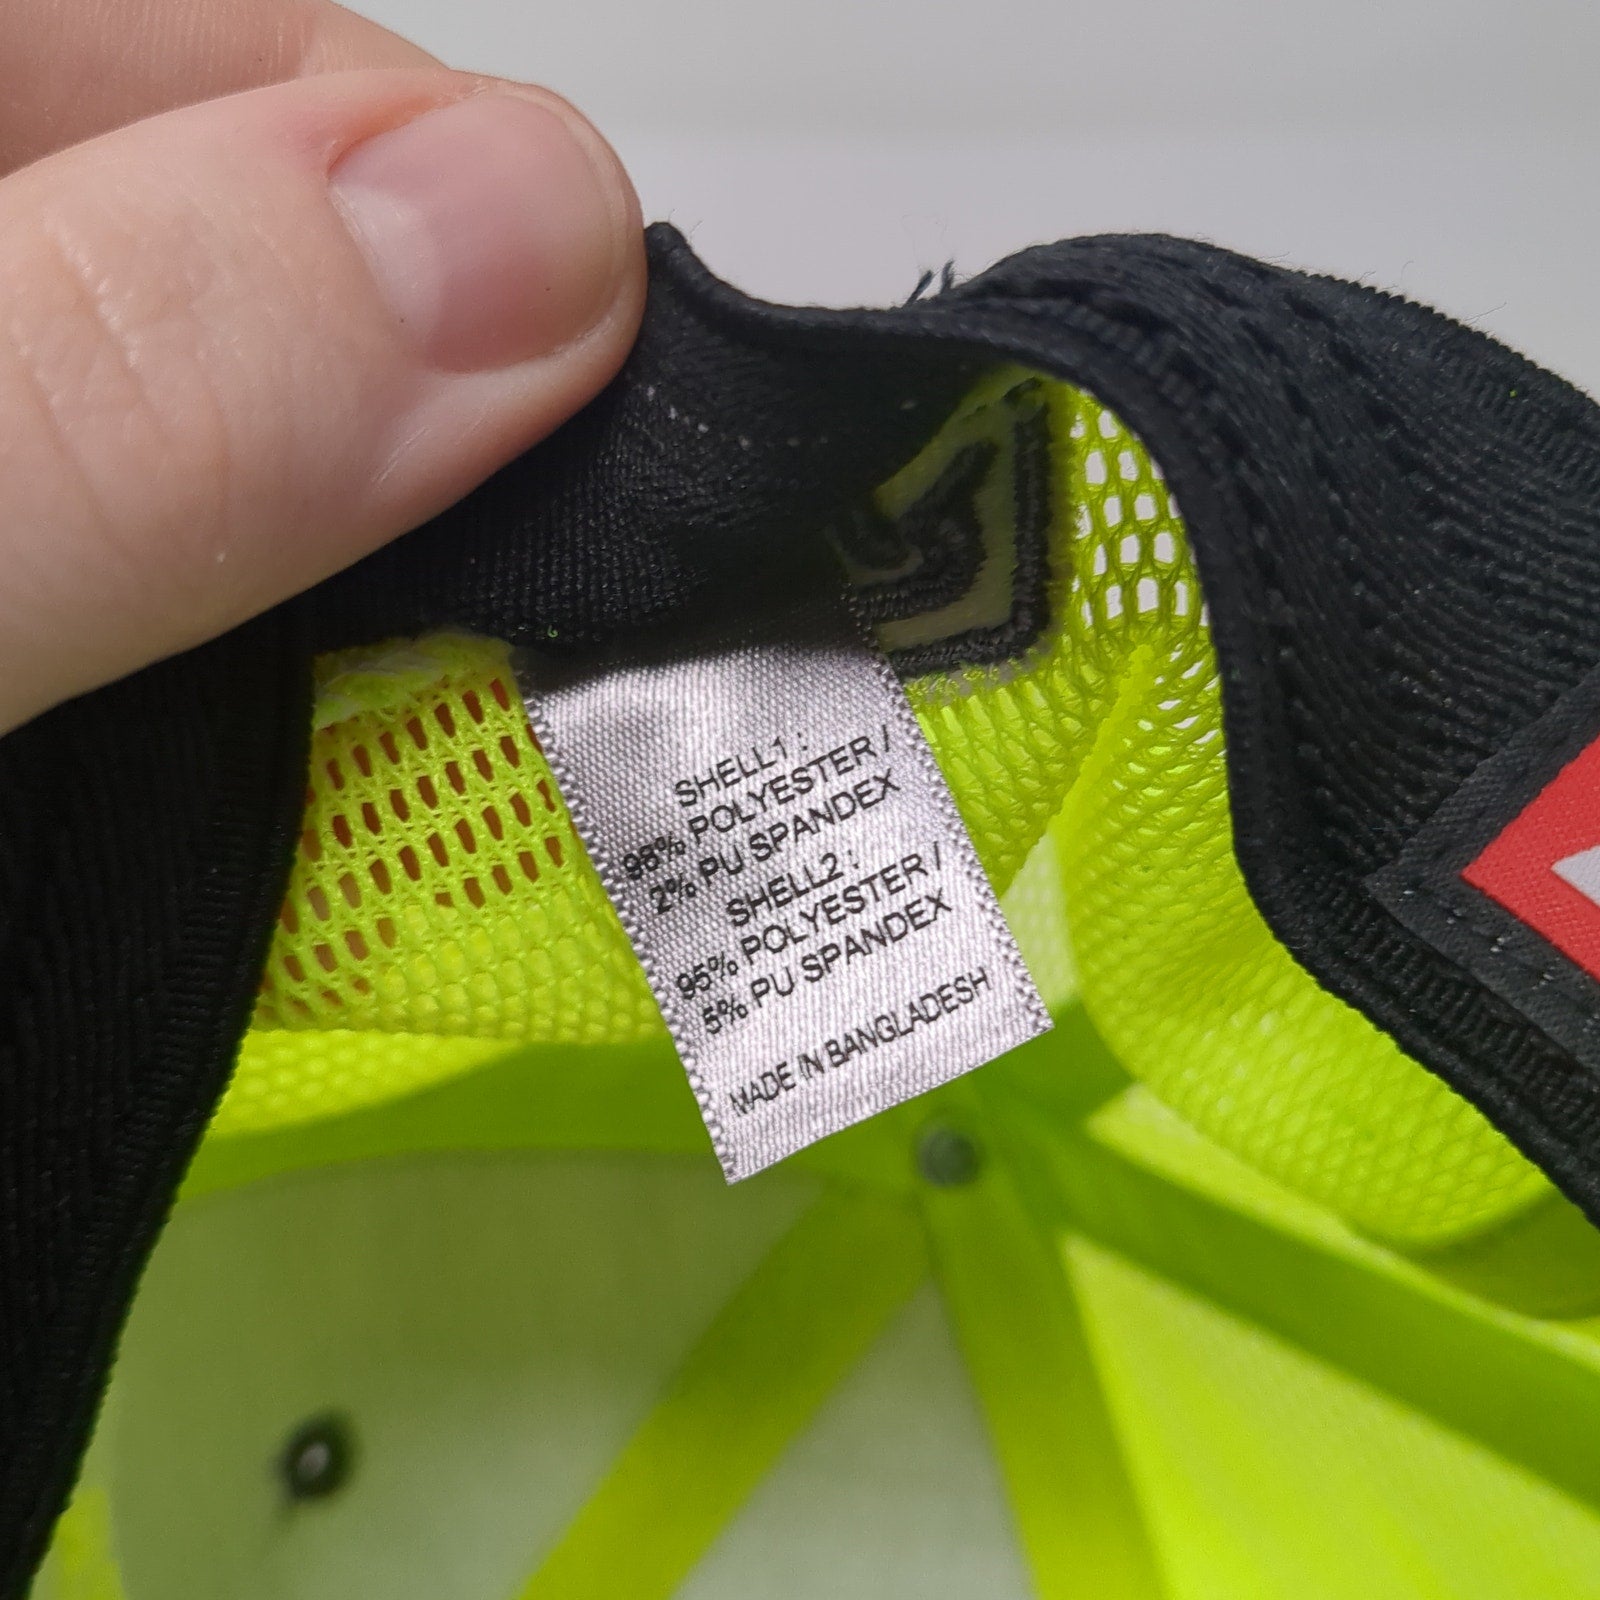 SHELL1 :
98% POLYESTER /
2% PU SPANDEX
SHELL2 :
95% POLYESTER /
5% PU SPANDEX
MADE IN BANGLADESH